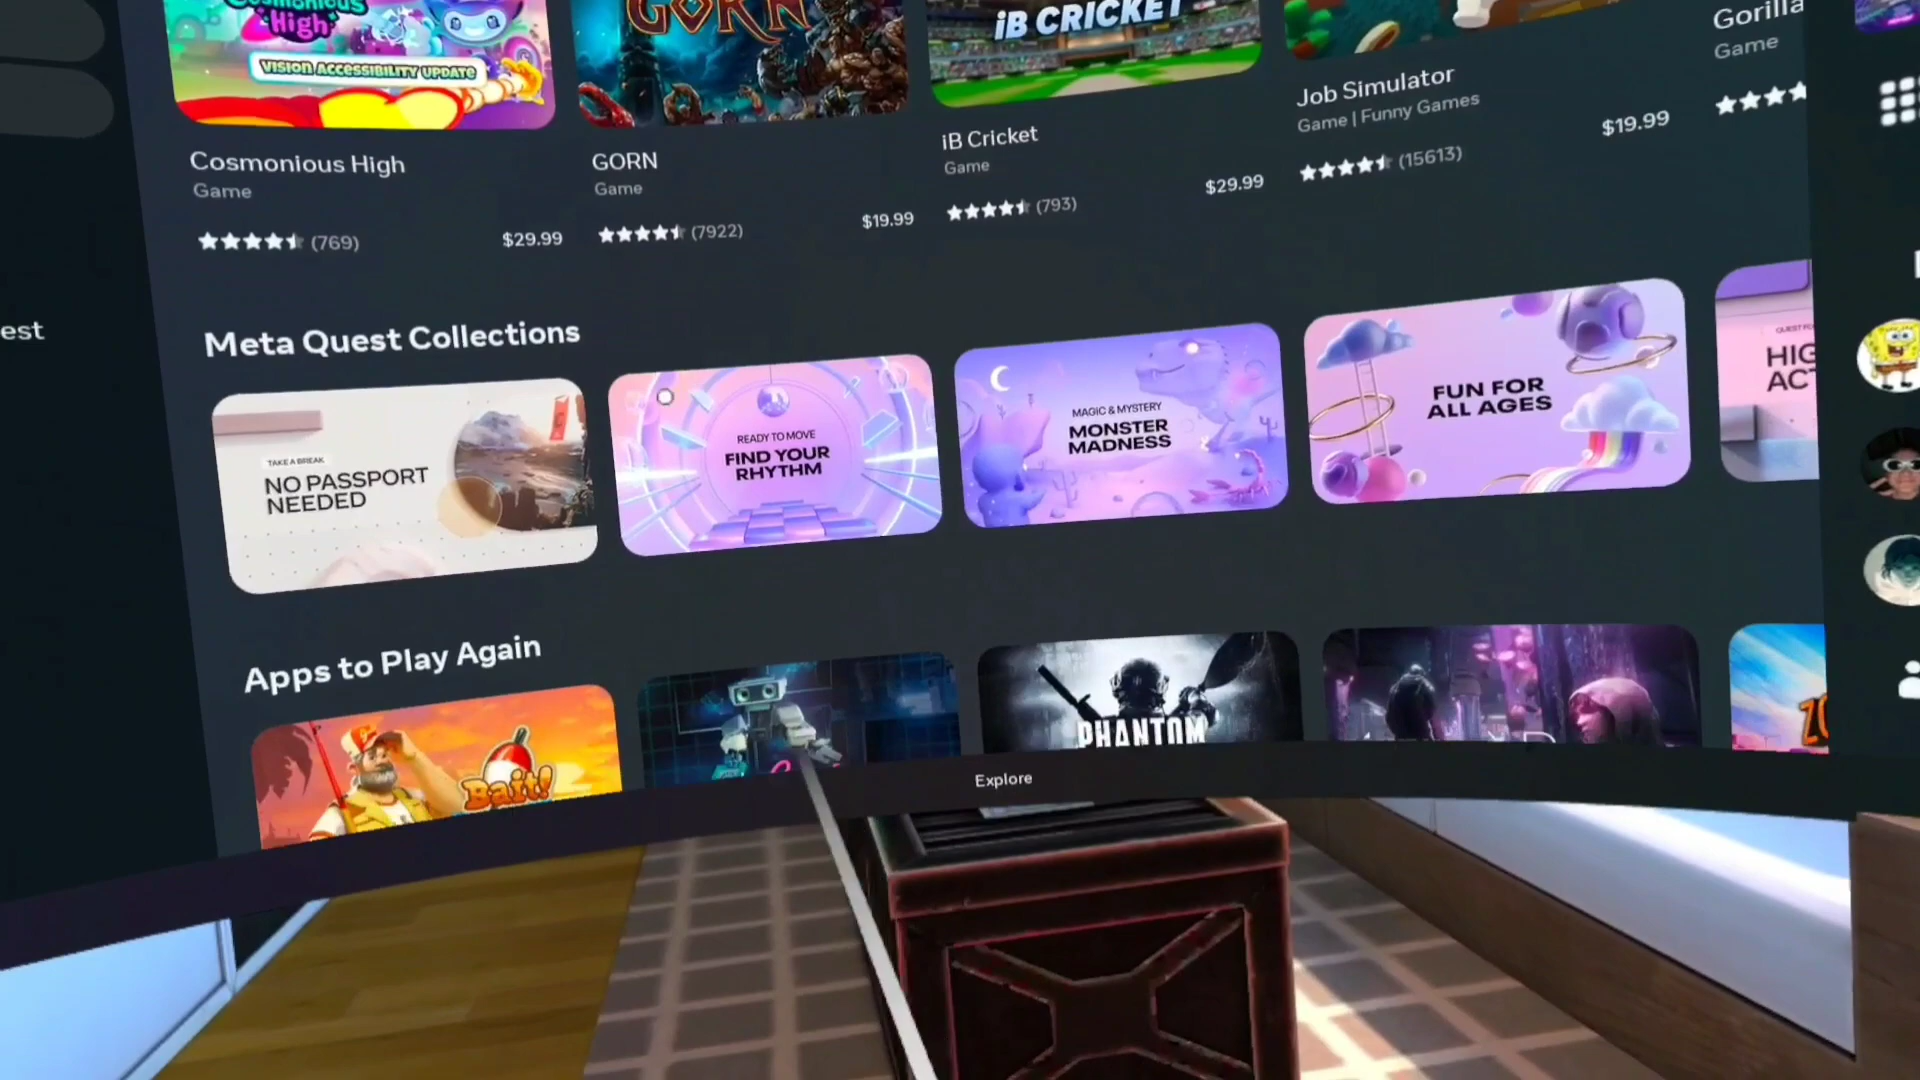 Cosmonious
High
VISION ACCESSIBILITY UPDATE
GORN
iB CRICKET
Cosmonious High
Game
(769)
$29.99
GORN
Game
(7922)
$19.99
iB Cricket
Game
(793)
$29.99
Job Simulator
Game | Funny Games
(15613)
$19.99
Gorilla
Game
est
Meta Quest Collections
TAKE A BREAK
NO PASSPORT
NEEDED
READY TO MOVE
FIND YOUR
RHYTHM
MAGIC & MYSTERY
MONSTER
MADNESS
FUN FOR
ALL AGES
HIG
ACT
Apps to Play Again
Bait!
PHANTOM
Explore